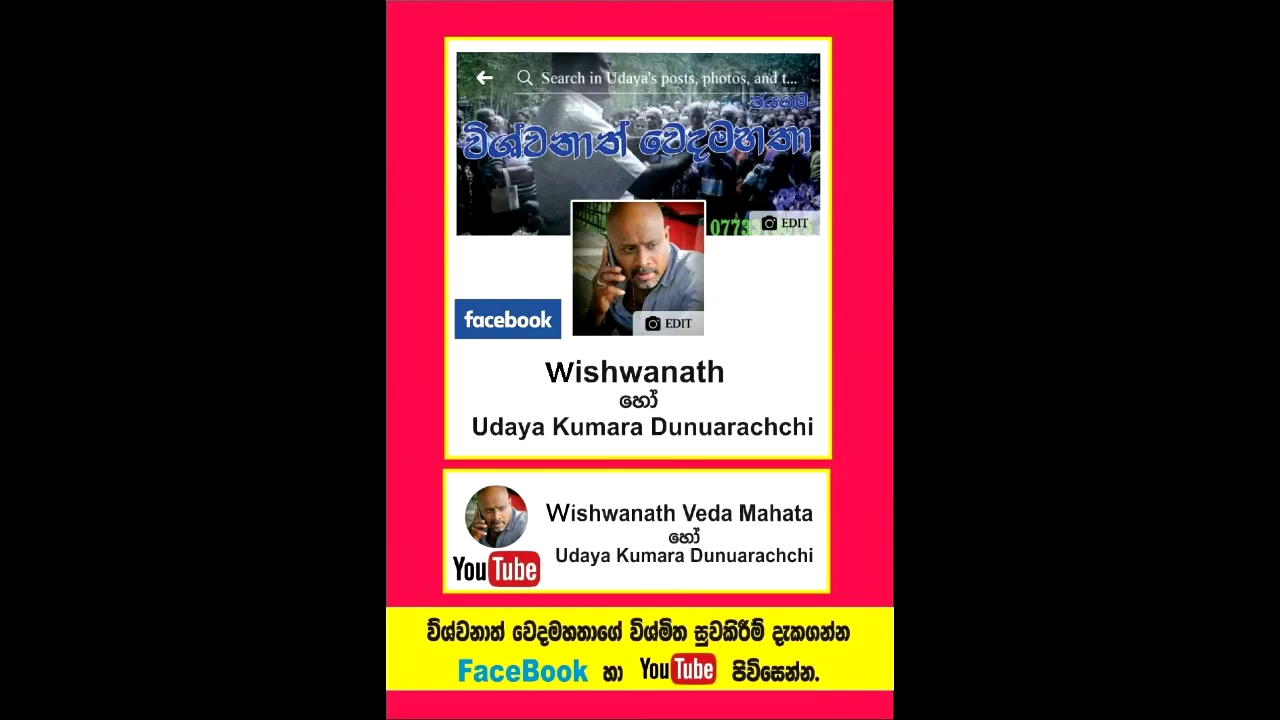 Search in Udaya's posts, photos, and t...
ජයගම
විශ්වනාත් වෙදමහතා
EDIT
EDIT
facebook
Wishwanath
හෝ
Udaya Kumara Dunuarachchi
Wishwanath Veda Mahata
හෝ
Udaya Kumara Dunuarachchi
YouTube
විශ්වනාත් වෙදමහතාගේ විශ්මිත සුවකිරීම් දැකගන්න
FaceBook හා YouTube පිවිසෙන්න.